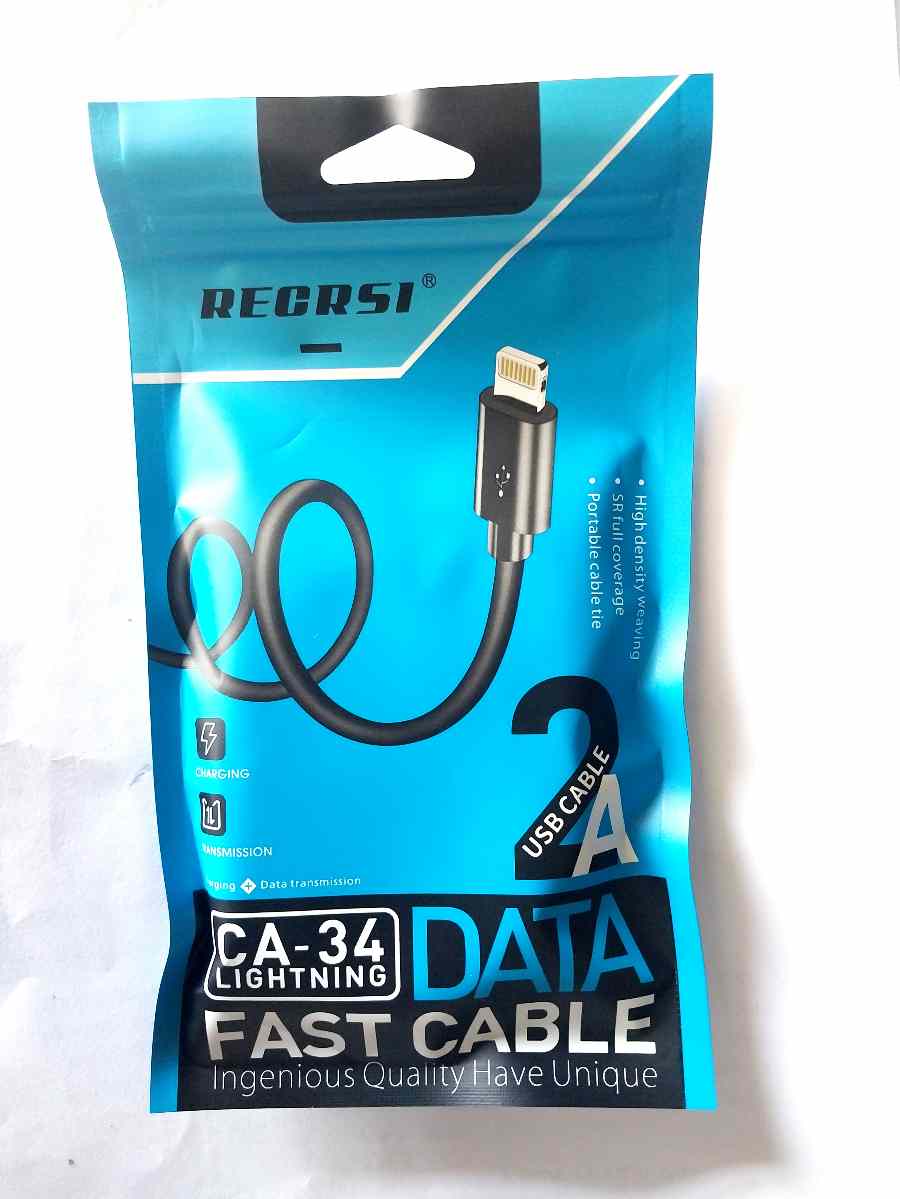 RECRSI®
• High density weaving
• SR full coverage
• Portable cable tie
2A
USB CABLE
CHARGING
TRANSMISSION
Data transmission
CA-34
LIGHTNING
DATA
FAST CABLE
Ingenious Quality Have Unique